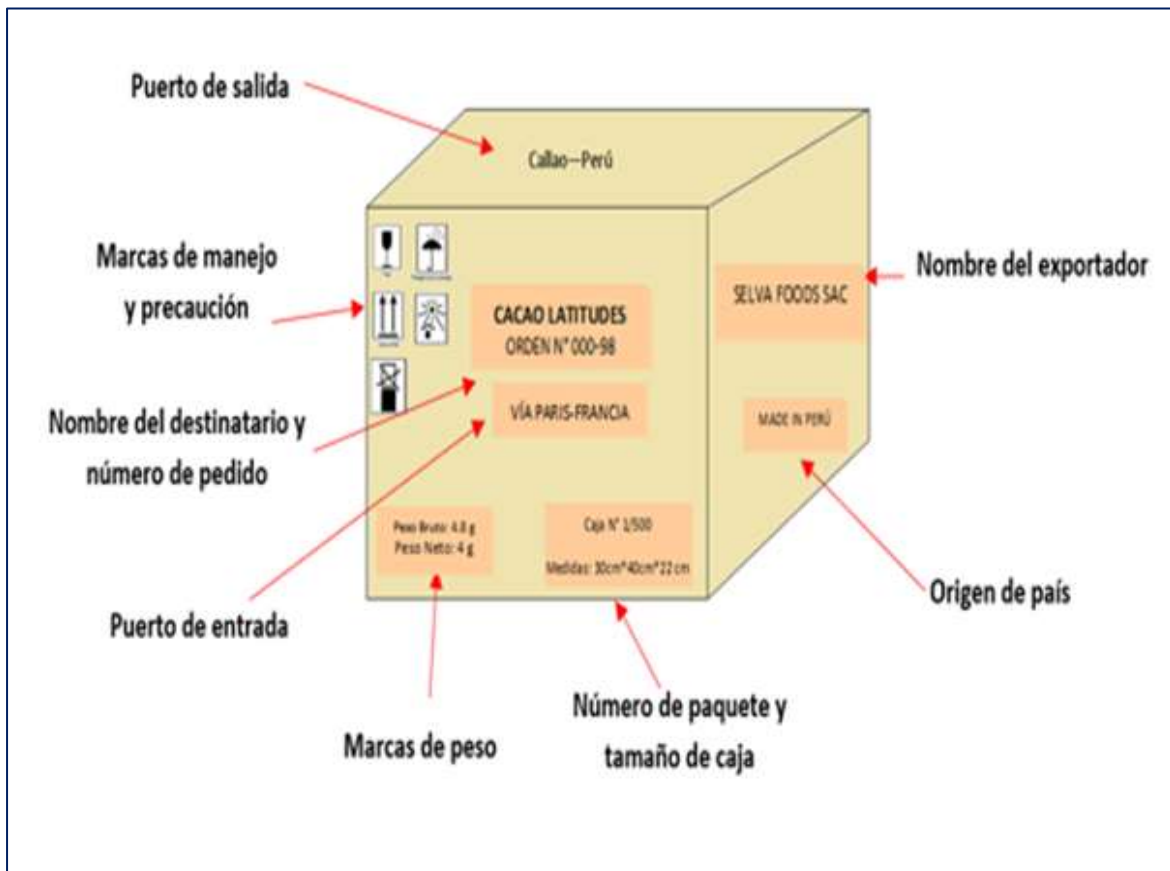 Puerto de salida
Callao—Perú
Marcas de manejo
y precaución
Nombre del exportador
SELVA FOODS SAC
CACAO LATITUDES
ORDEN N° 000-98
Nombre del destinatario y
número de pedido
VÍA PARIS-FRANCIA
MADE IN PERÚ
Peso Bruto: 4.8 g
Peso Neto: 4 g
Caja N° 1/500
Medidas: 30cm*40cm*22 cm
Origen de país
Puerto de entrada
Número de paquete y
tamaño de caja
Marcas de peso